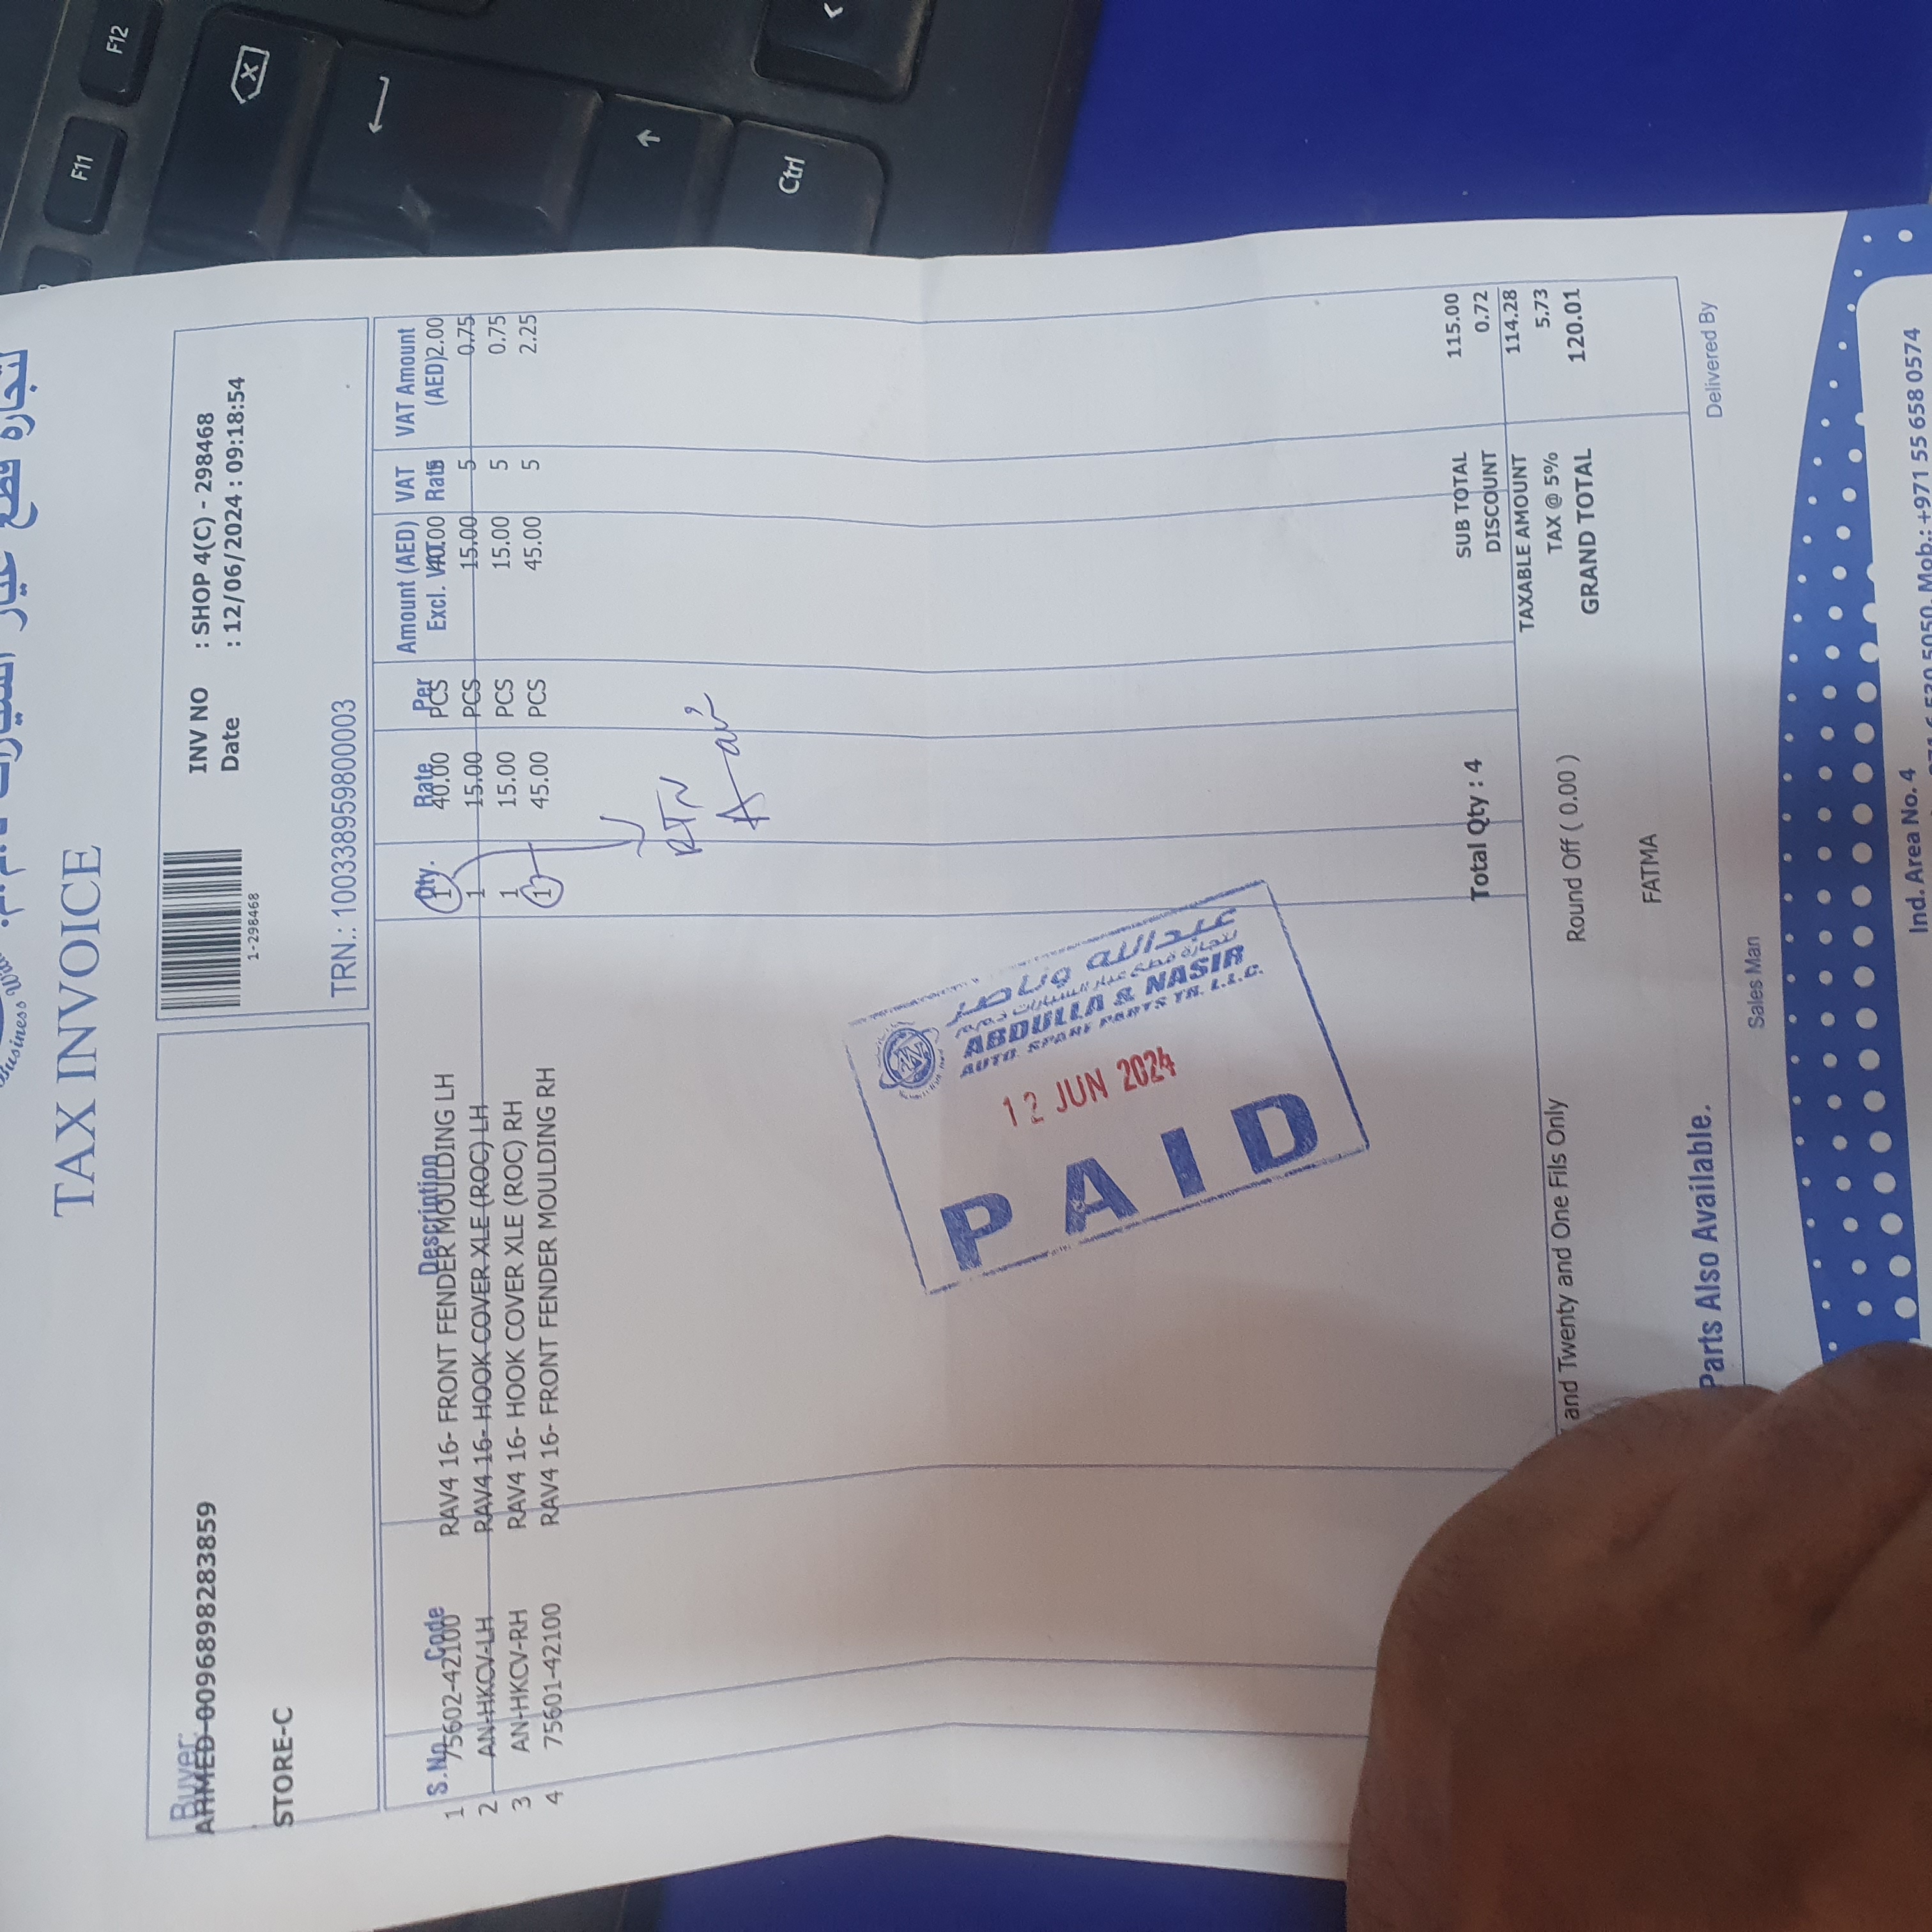 TAX INVOICE
Buyer:
AHMED-0096898283859
STORE-C
1-298468
INV NO : SHOP 4(C) - 298468
Date : 12/06/2024 : 09:18:54
TRN.: 100338959800003
S.No. Code Description Qty. Rate Per Amount (AED) Excl. VAT VAT Rate VAT Amount (AED)
1 75602-42100 RAV4 16- FRONT FENDER MOULDING LH 1 40.00 PCS 40.00 5 2.00
2 AN-HKCV-LH RAV4 16- HOOK COVER XLE (ROC) LH 1 15.00 PCS 15.00 5 0.75
3 AN-HKCV-RH RAV4 16- HOOK COVER XLE (ROC) RH 1 15.00 PCS 15.00 5 0.75
4 75601-42100 RAV4 16- FRONT FENDER MOULDING RH 1 45.00 PCS 45.00 5 2.25
RTN
عبدالله وناصر
ABDULLA & NASIR
AUTO. SPARE PARTS TR. L.L.C.
12 JUN 2024
PAID
Total Qty : 4
SUB TOTAL 115.00
DISCOUNT 0.72
TAXABLE AMOUNT 114.28
TAX @ 5% 5.73
and Twenty and One Fils Only Round Off ( 0.00 ) GRAND TOTAL 120.01
FATMA
Parts Also Available.
Sales Man Delivered By
Ind. Area No. 4
530 5050, Mob.: +971 55 658 0574
F11
F12
Ctrl